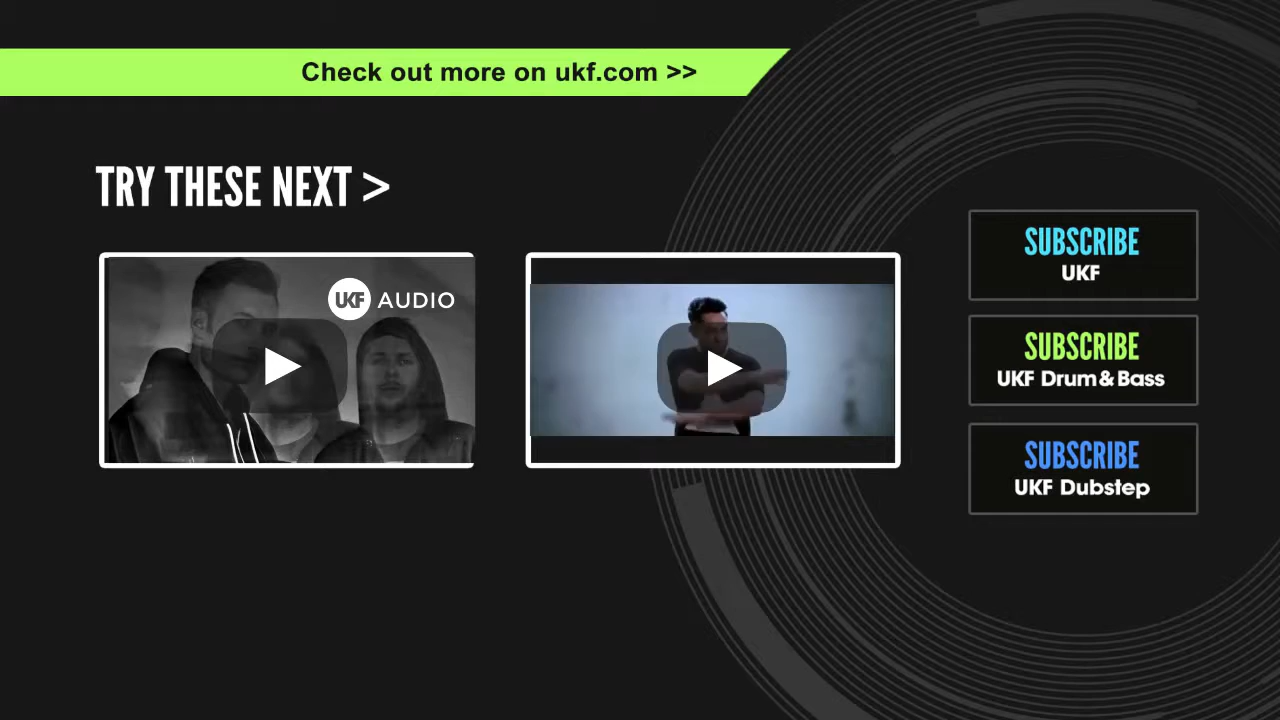 Check out more on ukf.com >>
TRY THESE NEXT >
UKF AUDIO
SUBSCRIBE
UKF
SUBSCRIBE
UKF Drum & Bass
SUBSCRIBE
UKF Dubstep